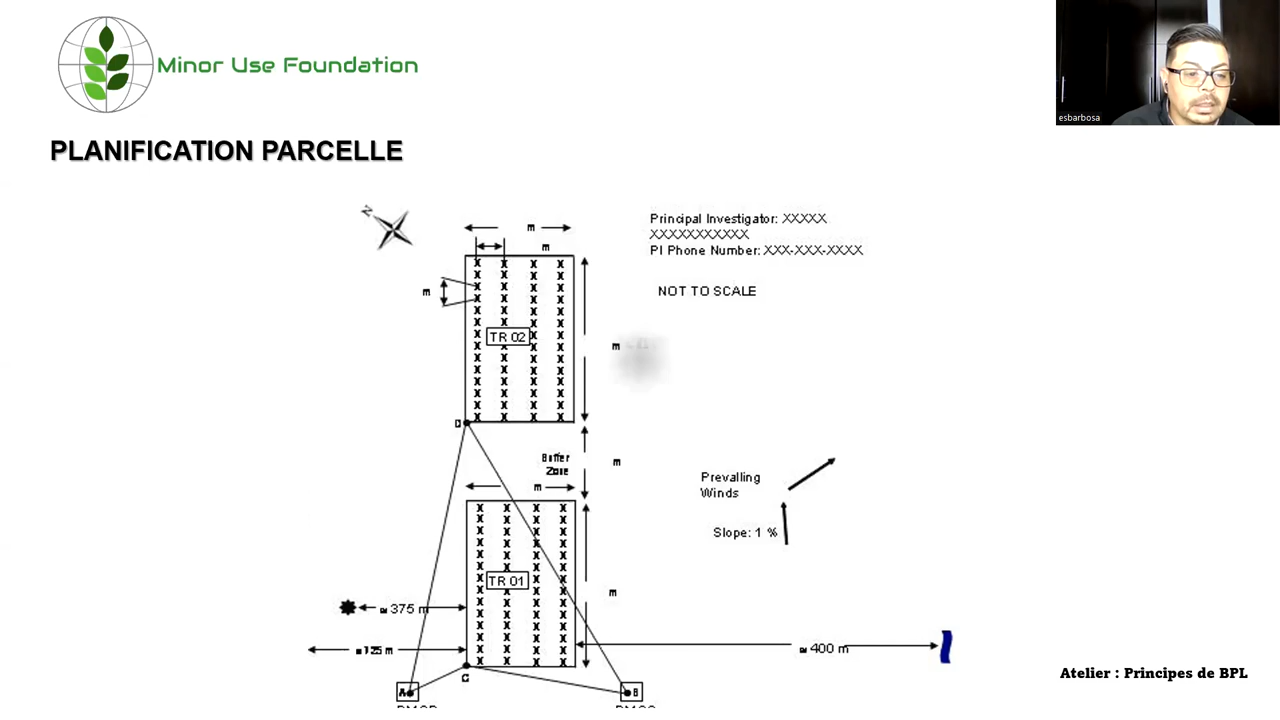 Minor Use Foundation
esbarbosa
PLANIFICATION PARCELLE
N
Principal Investigator: XXXXX
XXXXXXXXXXX
PI Phone Number: XXX-XXX-XXXX
NOT TO SCALE
m
m
m
TR 02
m
D
Buffer
Zone
m
m
Prevailing
Winds
Slope: 1 %
TR 01
m
≅ 375 m
≅ 125 m
≅ 400 m
C
A
B
Atelier : Principes de BPL